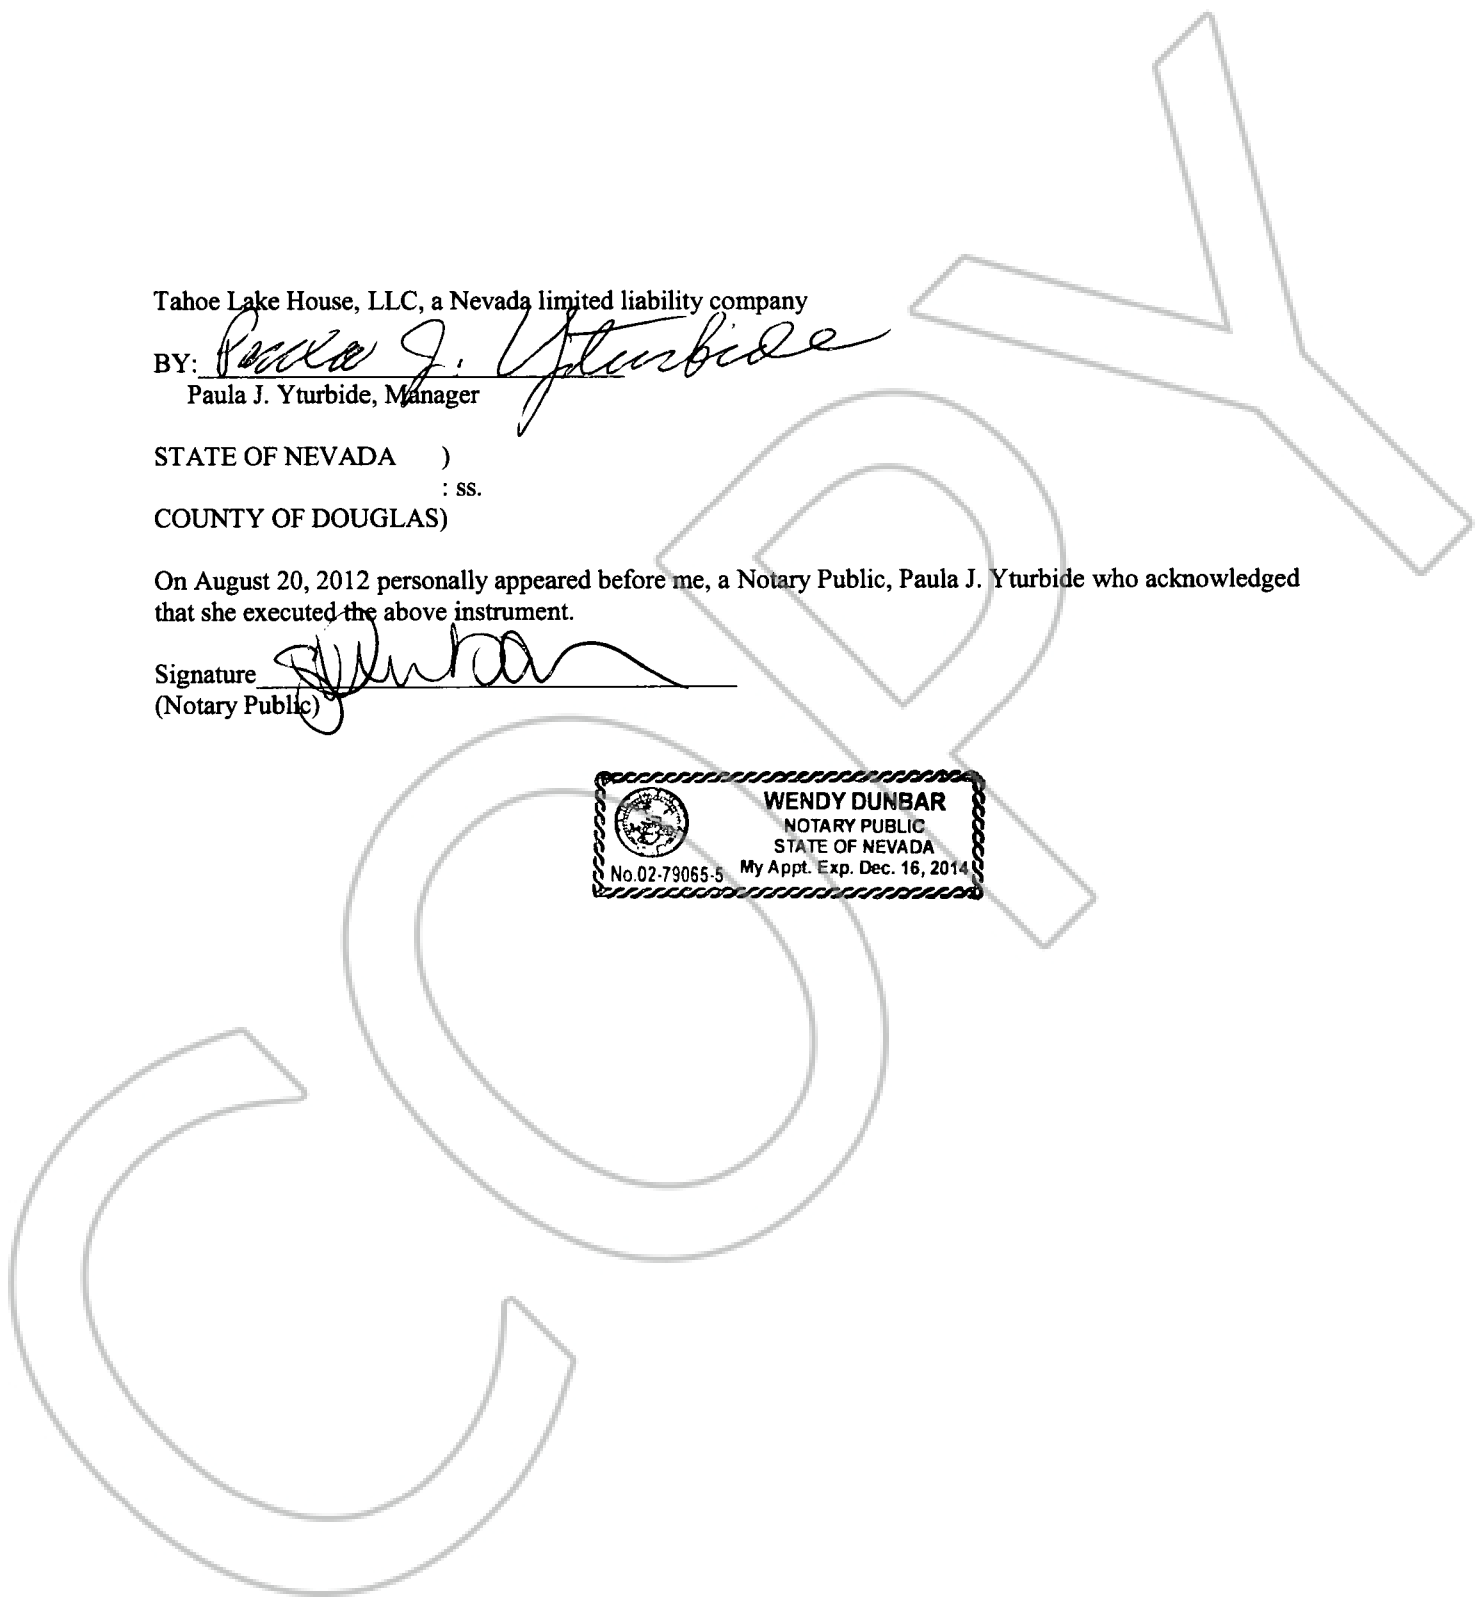 Tahoe Lake House, LLC, a Nevada limited liability company
BY: Paula J. Yturbide
Paula J. Yturbide, Manager
STATE OF NEVADA )
: ss.
COUNTY OF DOUGLAS)
On August 20, 2012 personally appeared before me, a Notary Public, Paula J. Yturbide who acknowledged
that she executed the above instrument.
Signature
(Notary Public)
WENDY DUNBAR
NOTARY PUBLIC
STATE OF NEVADA
No.02-79065-5 My Appt. Exp. Dec. 16, 2014
COPY